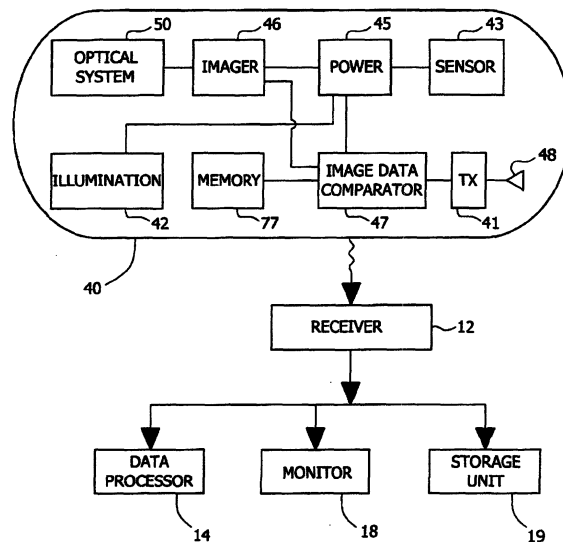 50
46
45
43
OPTICAL
SYSTEM
IMAGER
POWER
SENSOR
ILLUMINATION
MEMORY
IMAGE DATA
COMPARATOR
TX
48
42
77
47
41
40
RECEIVER
12
DATA
PROCESSOR
MONITOR
STORAGE
UNIT
14
18
19